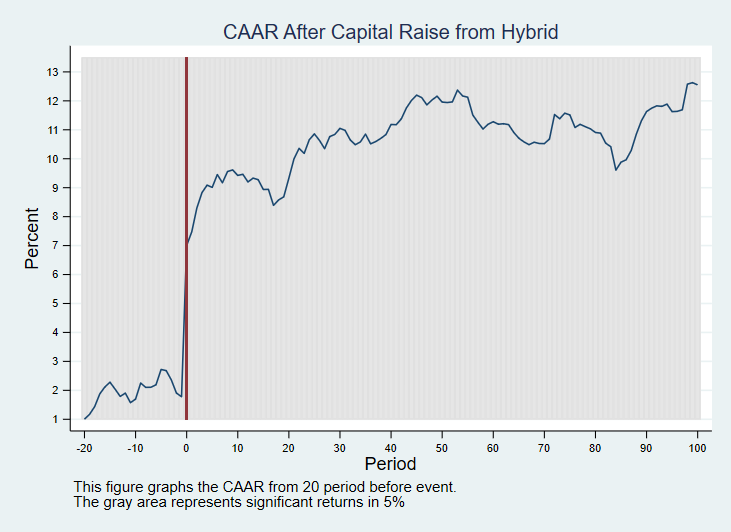 CAAR After Capital Raise from Hybrid
Percent
13
12
11
10
9
8
7
6
5
4
3
2
1
-20 -10 0 10 20 30 40 50 60 70 80 90 100
Period
This figure graphs the CAAR from 20 period before event.
The gray area represents significant returns in 5%